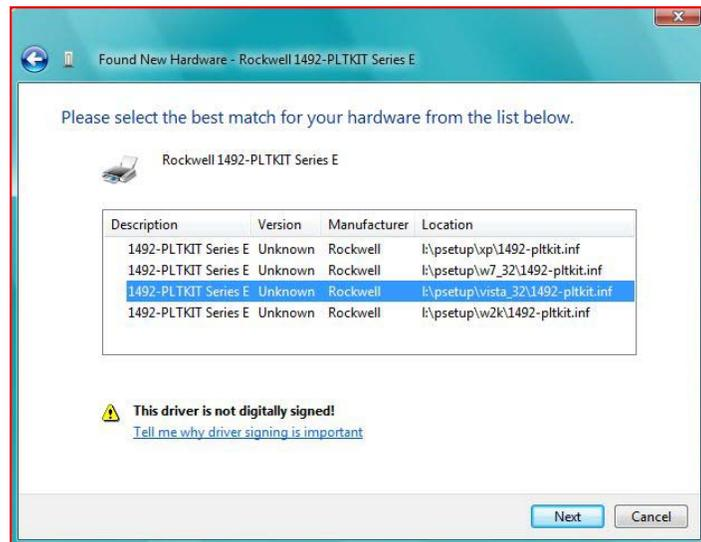 Found New Hardware - Rockwell 1492-PLTKIT Series E
Please select the best match for your hardware from the list below.
Rockwell 1492-PLTKIT Series E
Description Version Manufacturer Location
1492-PLTKIT Series E Unknown Rockwell I:\psetup\xp\1492-pltkit.inf
1492-PLTKIT Series E Unknown Rockwell I:\psetup\w7_32\1492-pltkit.inf
1492-PLTKIT Series E Unknown Rockwell I:\psetup\vista_32\1492-pltkit.inf
1492-PLTKIT Series E Unknown Rockwell I:\psetup\w2k\1492-pltkit.inf
This driver is not digitally signed!
Tell me why driver signing is important
Next Cancel